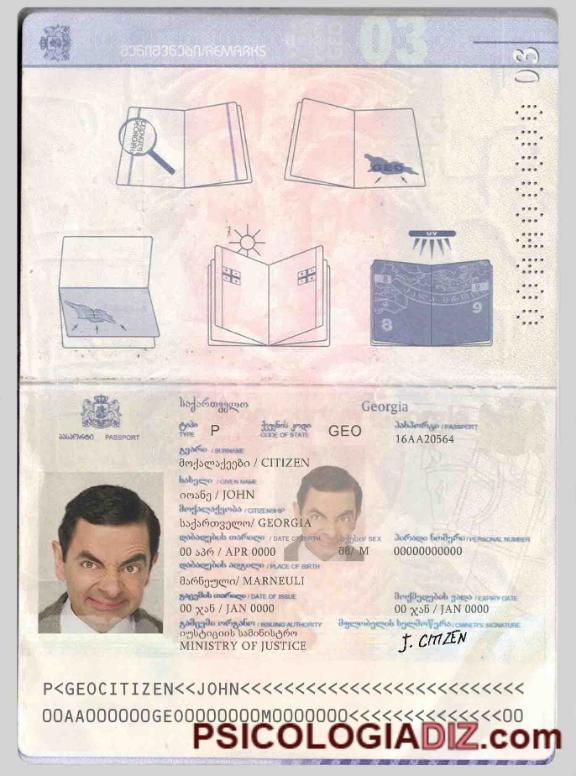 შენიშვნები/REMARKS
03
03
GEO
UV
8
9
8
საქართველო Georgia
პასპორტი PASSPORT
ტიპი ქვეყნის კოდი პასპორტი / PASSPORT
TYPE P CODE OF STATE GEO 16AA20564
გვარი / SURNAME
მოქალაქეები / CITIZEN
სახელი / GIVEN NAME
იოანე / JOHN
მოქალაქეობა / CITIZENSHIP
საქართველო/ GEORGIA
დაბადების თარიღი / DATE OF BIRTH სქესი/ SEX პირადი ნომერი/PERSONAL NUMBER
00 აპრ / APR 0000 მმ/ M 00000000000
დაბადების ადგილი / PLACE OF BIRTH
მარნეული/ MARNEULI
გაცემის თარიღი / DATE OF ISSUE მოქმედების ვადა / EXPIRY DATE
00 ჯან / JAN 0000 00 ჯან / JAN 0000
გამცემი ორგანო / ISSUING AUTHORITY მფლობელის ხელმოწერა/OWNER'S SIGNATURE
იუსტიციის სამინისტრო
MINISTRY OF JUSTICE J. CITIZEN
P<GEOCITIZEN<<JOHN<<<<<<<<<<<<<<<<<<<<<<<<<<
00AA000000GEO0000000M0000000<<<<<<<<<<<<<<00
PSICOLOGIADIZ.com